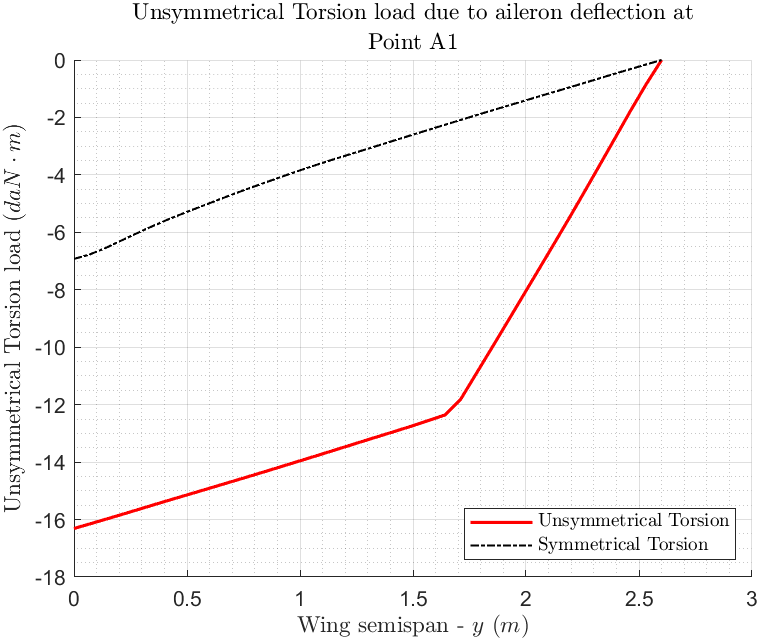 Unsymmetrical Torsion load due to aileron deflection at
Point A1
Unsymmetrical Torsion load (daN · m)
0
-2
-4
-6
-8
-10
-12
-14
-16
-18
0
0.5
1
1.5
2
2.5
3
Wing semispan - y (m)
Unsymmetrical Torsion
Symmetrical Torsion